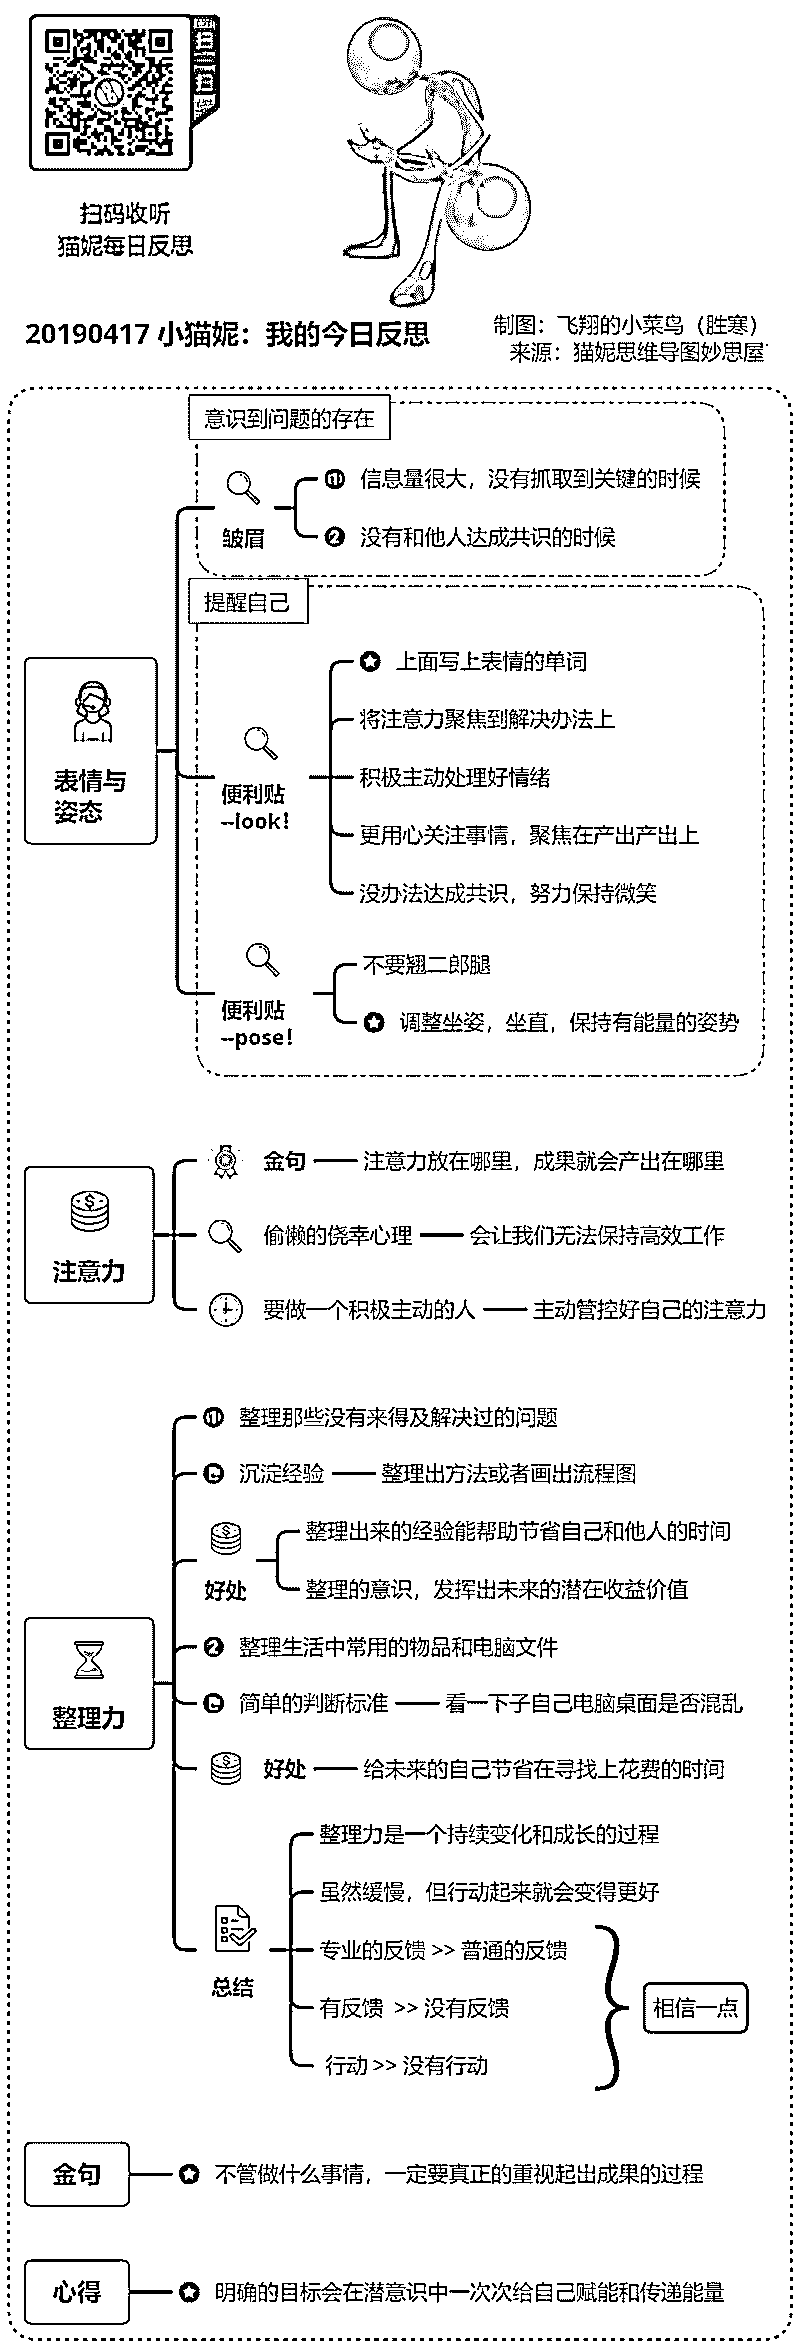 扫一扫
扫码收听
猫妮每日反思
20190417 小猫妮：我的今日反思
制图：飞翔的小菜鸟（胜寒）
来源：猫妮思维导图妙思屋
意识到问题的存在
皱眉
1 信息量很大，没有抓取到关键的时候
2 没有和他人达成共识的时候
提醒自己
表情与
姿态
便利贴
--look!
上面写上表情的单词
将注意力聚焦到解决办法上
积极主动处理好情绪
更用心关注事情，聚焦在产出产出上
没办法达成共识，努力保持微笑
便利贴
--pose!
不要翘二郎腿
调整坐姿，坐直，保持有能量的姿势
注意力
金句
注意力放在哪里，成果就会产出在哪里
偷懒的侥幸心理
会让我们无法保持高效工作
要做一个积极主动的人
主动管控好自己的注意力
整理力
1 整理那些没有来得及解决过的问题
沉淀经验
整理出方法或者画出流程图
好处
整理出来的经验能帮助节省自己和他人的时间
整理的意识，发挥出未来的潜在收益价值
2 整理生活中常用的物品和电脑文件
简单的判断标准
看一下子自己电脑桌面是否混乱
好处
给未来的自己节省在寻找上花费的时间
总结
整理力是一个持续变化和成长的过程
虽然缓慢，但行动起来就会变得更好
专业的反馈 >> 普通的反馈
有反馈 >> 没有反馈
行动 >> 没有行动
相信一点
金句
不管做什么事情，一定要真正的重视起出成果的过程
心得
明确的目标会在潜意识中一次次给自己赋能和传递能量